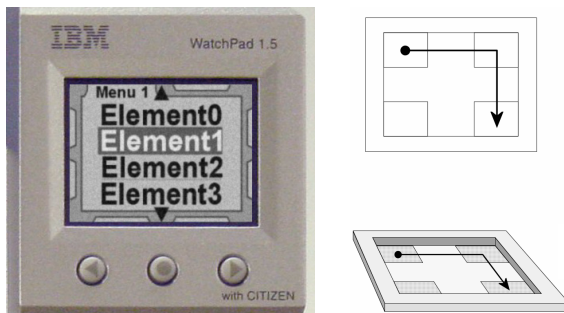 IBM
WatchPad 1.5
Menu 1
Element0
Element1
Element2
Element3
with CITIZEN